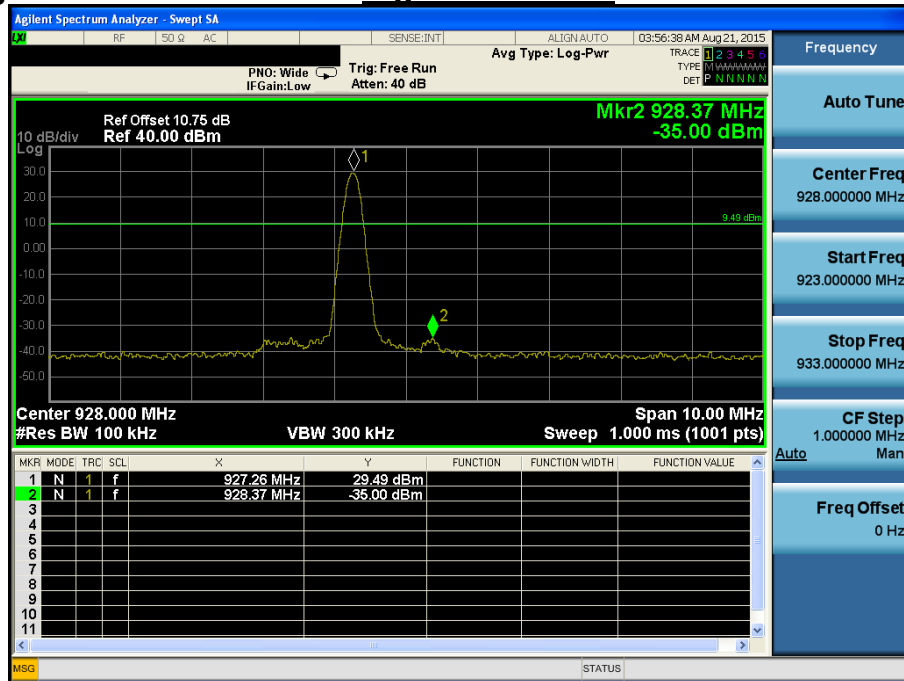 Agilent Spectrum Analyzer - Swept SA
LXI RF 50 Ω AC SENSE:INT ALIGN AUTO 03:56:38 AM Aug 21, 2015
PNO: Wide Trig: Free Run Avg Type: Log-Pwr TRACE 1 2 3 4 5 6
IFGain:Low Atten: 40 dB TYPE M WWWWW
DET P N N N N N
Mkr2 928.37 MHz
-35.00 dBm
Ref Offset 10.75 dB
10 dB/div Ref 40.00 dBm
Log
1
30.0
20.0
10.0
9.49 dBm
0.00
-10.0
-20.0
-30.0
2
-40.0
-50.0
Center 928.000 MHz Span 10.00 MHz
#Res BW 100 kHz VBW 300 kHz Sweep 1.000 ms (1001 pts)
MKR MODE TRC SCL X Y FUNCTION FUNCTION WIDTH FUNCTION VALUE
1 N 1 f 927.26 MHz 29.49 dBm
2 N 1 f 928.37 MHz -35.00 dBm
3
4
5
6
7
8
9
10
11
MSG STATUS
Frequency
Auto Tune
Center Freq
928.000000 MHz
Start Freq
923.000000 MHz
Stop Freq
933.000000 MHz
CF Step
1.000000 MHz
Auto Man
Freq Offset
0 Hz